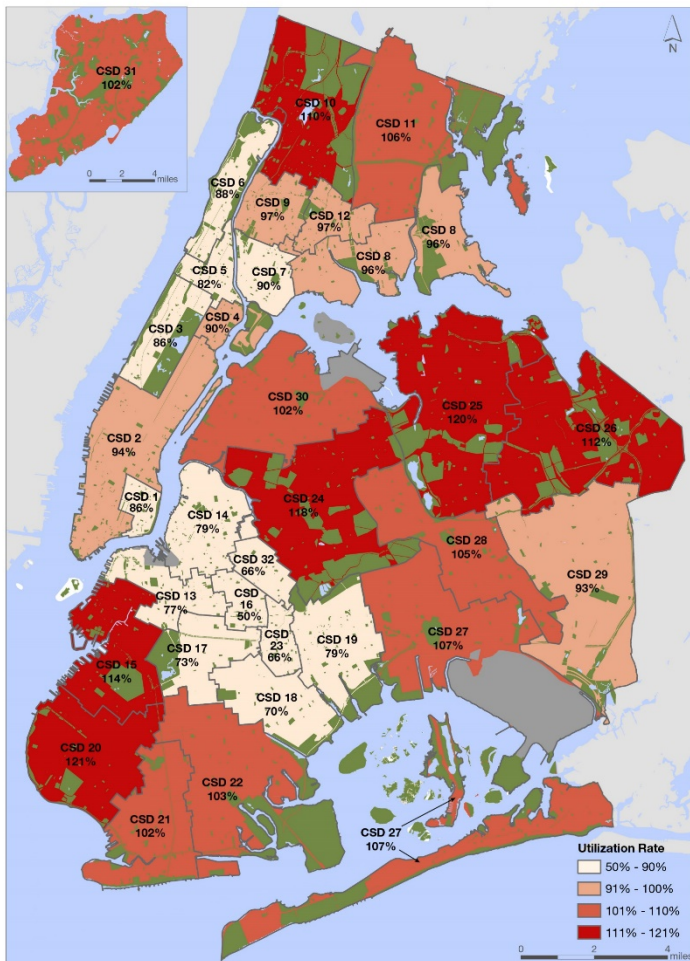 CSD 31
102%
0 2 4
miles
N
CSD 10
110%
CSD 11
106%
CSD 6
88%
CSD 9
97%
CSD 12
97%
CSD 8
96%
CSD 8
96%
CSD 5
82%
CSD 7
90%
CSD 4
90%
CSD 3
86%
CSD 30
102%
CSD 25
120%
CSD 26
112%
CSD 2
94%
CSD 1
86%
CSD 24
118%
CSD 14
79%
CSD 28
105%
CSD 32
66%
CSD 29
93%
CSD 13
77%
CSD
16
50%
CSD
23
66%
CSD 19
79%
CSD 27
107%
CSD 17
73%
CSD 15
114%
CSD 18
70%
CSD 20
121%
CSD 22
103%
CSD 21
102%
CSD 27
107%
Utilization Rate
50% - 90%
91% - 100%
101% - 110%
111% - 121%
0 2 4
miles